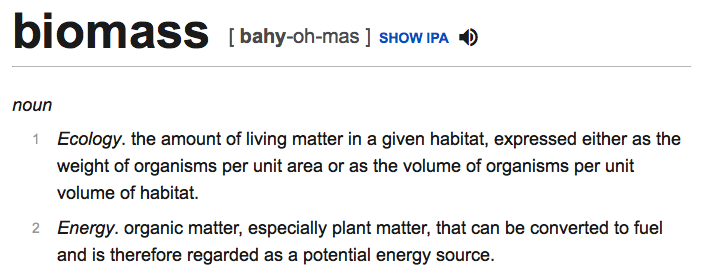 biomass [ bahy-oh-mas ] SHOW IPA
noun
1 Ecology. the amount of living matter in a given habitat, expressed either as the
weight of organisms per unit area or as the volume of organisms per unit
volume of habitat.
2 Energy. organic matter, especially plant matter, that can be converted to fuel
and is therefore regarded as a potential energy source.